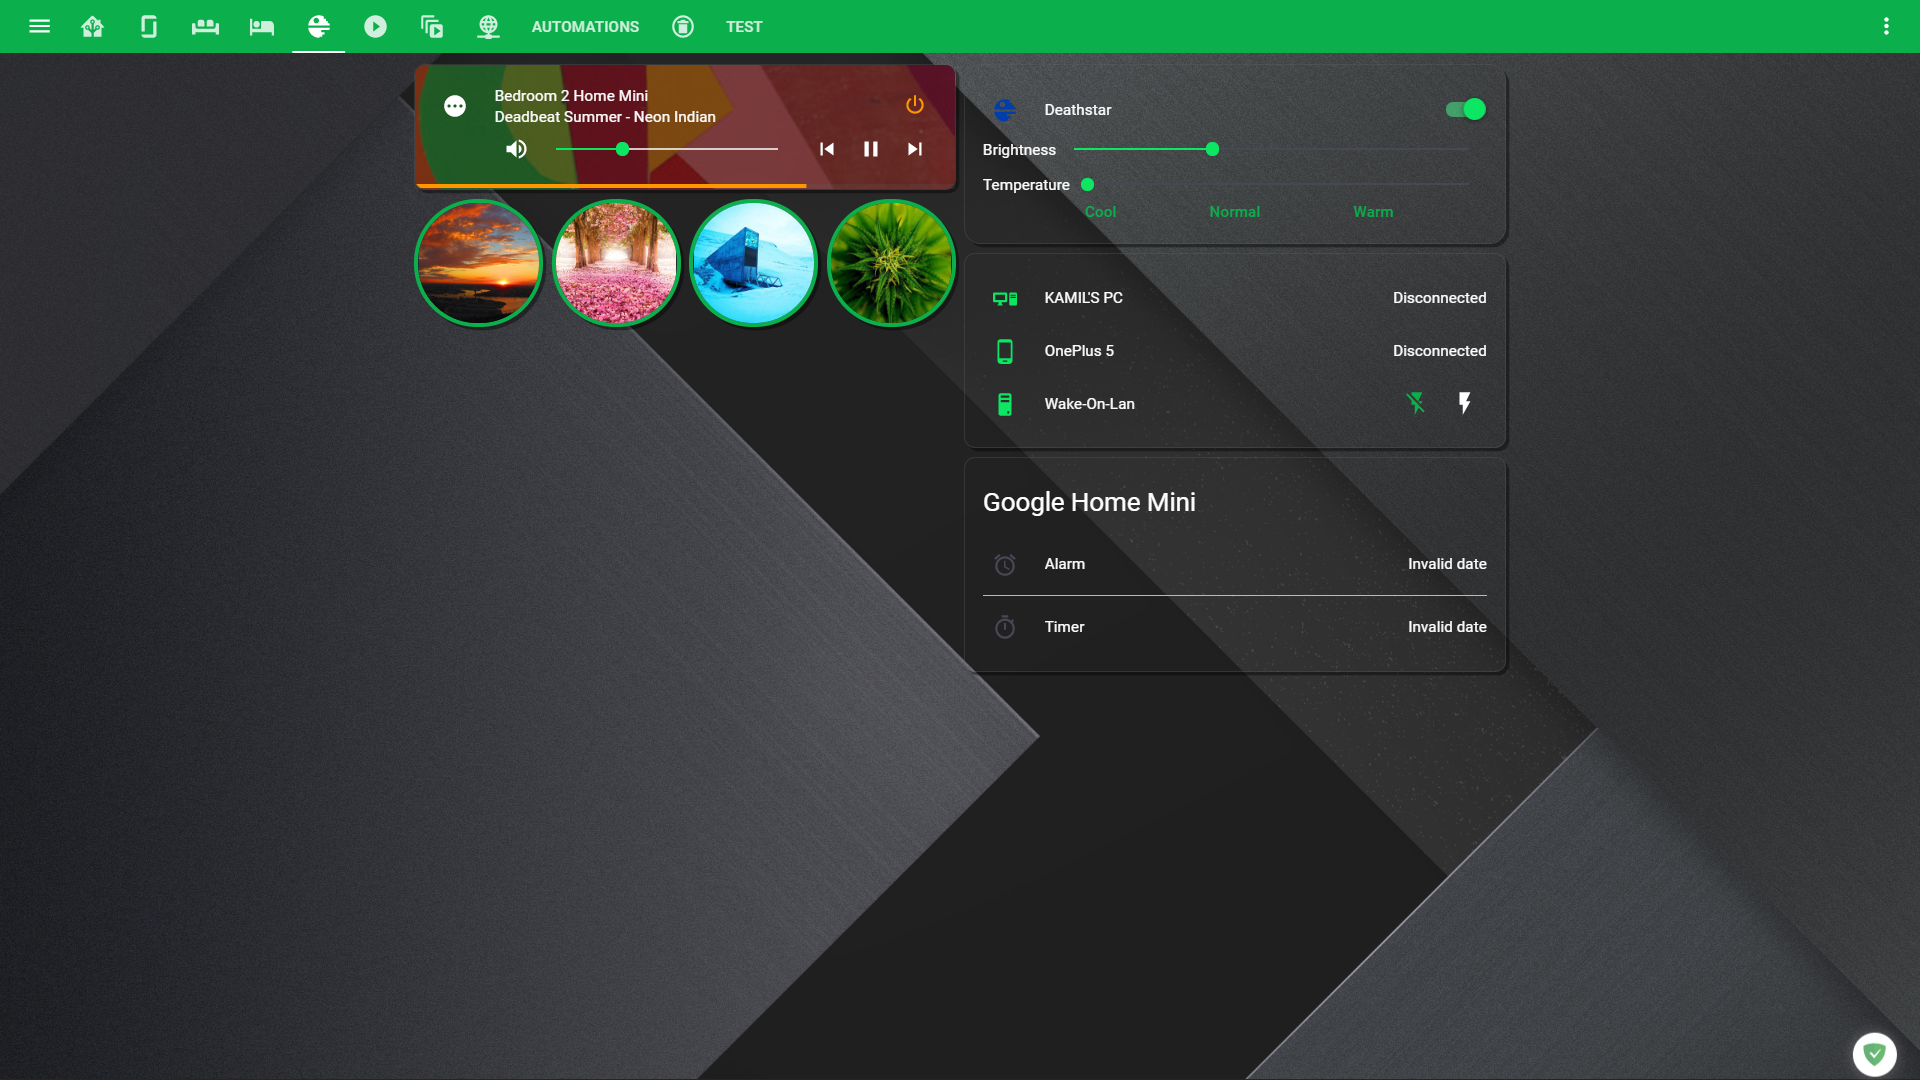 AUTOMATIONS
TEST
Bedroom 2 Home Mini
Deadbeat Summer - Neon Indian
Deathstar
Brightness
Temperature
Cool Normal Warm
KAMIL'S PC Disconnected
OnePlus 5 Disconnected
Wake-On-Lan
Google Home Mini
Alarm Invalid date
Timer Invalid date